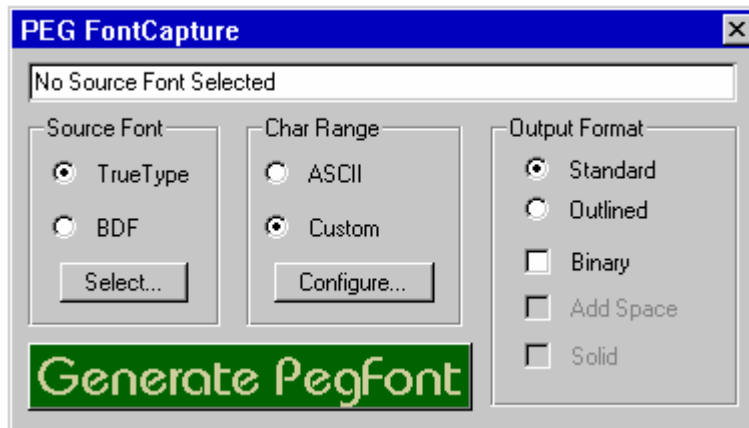 PEG FontCapture
No Source Font Selected
Source Font
TrueType
BDF
Select...
Char Range
ASCII
Custom
Configure...
Output Format
Standard
Outlined
Binary
Add Space
Solid
Generate PegFont